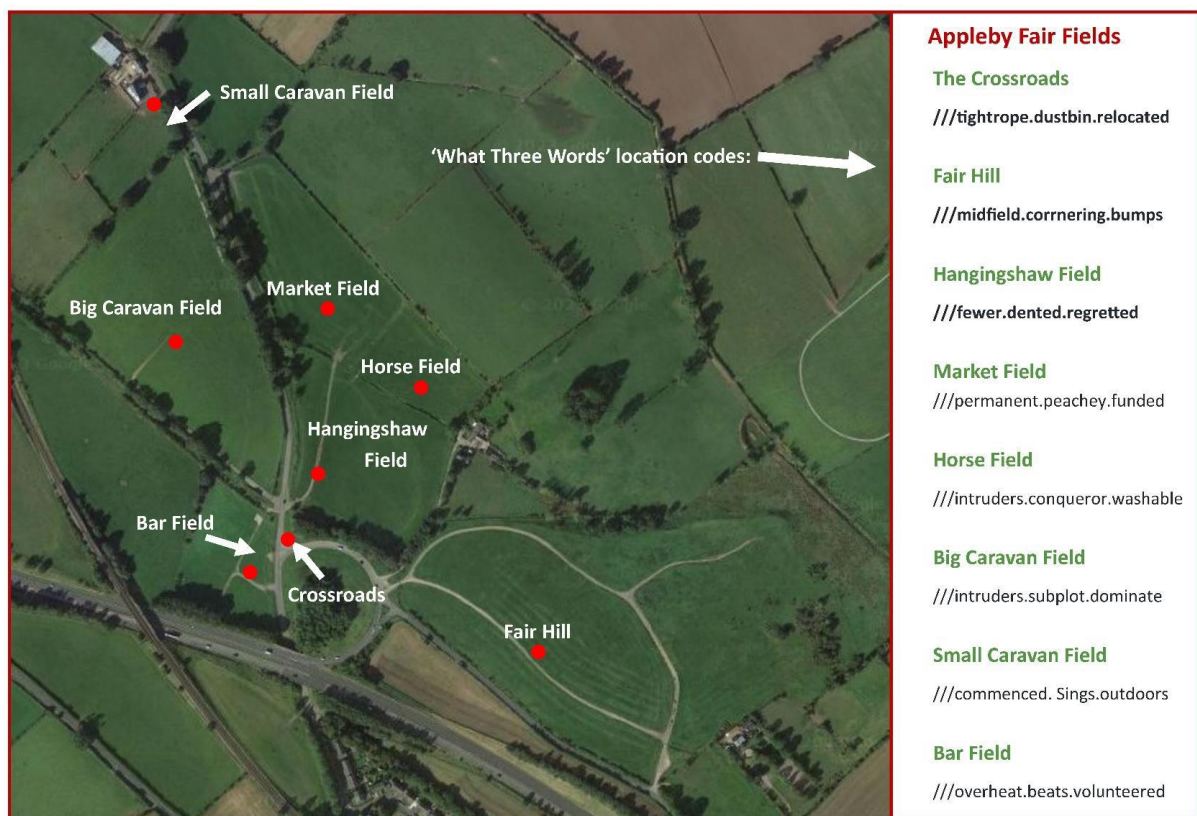 Small Caravan Field
'What Three Words' location codes:
Market Field
Big Caravan Field
Horse Field
Hangingshaw
Field
Bar Field
Crossroads
Fair Hill
Appleby Fair Fields
The Crossroads
///tightrope.dustbin.relocated
Fair Hill
///midfield.corrnering.bumps
Hangingshaw Field
///fewer.dented.regretted
Market Field
///permanent.peachey.funded
Horse Field
///intruders.conqueror.washable
Big Caravan Field
///intruders.subplot.dominate
Small Caravan Field
///commenced. Sings.outdoors
Bar Field
///overheat.beats.volunteered